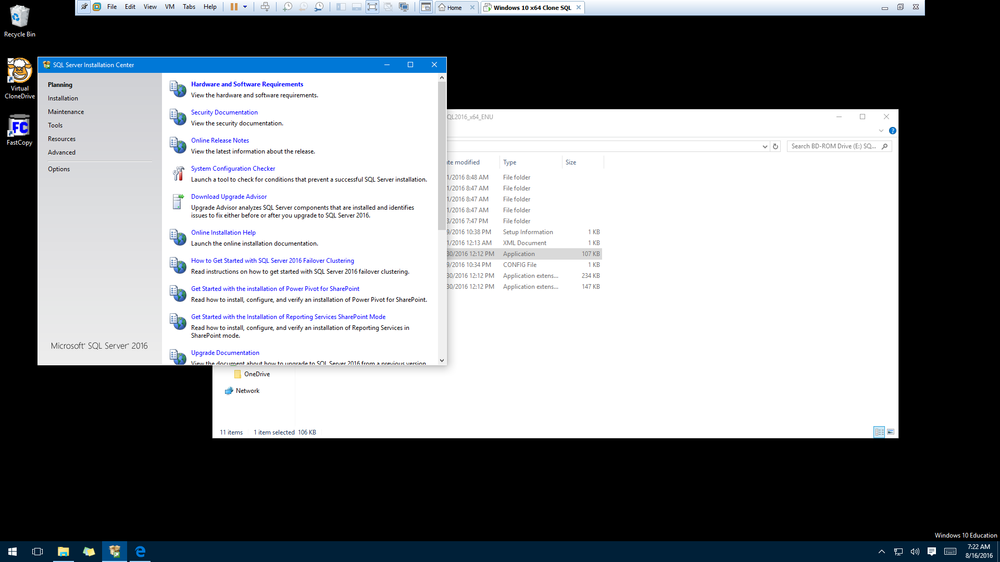 File Edit View VM Tabs Help Home Windows 10 x64 Clone SQL
Recycle Bin
Virtual CloneDrive
FC
FastCopy
SQL Server Installation Center
Planning
Installation
Maintenance
Tools
Resources
Advanced
Options
Microsoft SQL Server 2016
Hardware and Software Requirements
View the hardware and software requirements.
Security Documentation
View the security documentation.
Online Release Notes
View the latest information about the release.
System Configuration Checker
Launch a tool to check for conditions that prevent a successful SQL Server installation.
Download Upgrade Advisor
Upgrade Advisor analyzes SQL Server components that are installed and identifies
issues to fix either before or after you upgrade to SQL Server 2016.
Online Installation Help
Launch the online installation documentation.
How to Get Started with SQL Server 2016 Failover Clustering
Read instructions on how to get started with SQL Server 2016 failover clustering.
Get Started with the installation of Power Pivot for SharePoint
Read how to install, configure, and verify an installation of Power Pivot for SharePoint.
Get Started with the Installation of Reporting Services SharePoint Mode
Read how to install, configure, and verify an installation of Reporting Services in
SharePoint mode.
Upgrade Documentation
View the document about how to upgrade to SQL Server 2016 from a previous version
QL2016_x64_ENU
Search BD-ROM Drive (E:) SQ...
te modified Type Size
1/2016 8:48 AM File folder
1/2016 8:47 AM File folder
1/2016 8:47 AM File folder
1/2016 8:47 AM File folder
3/2016 7:47 PM File folder
9/2016 10:38 PM Setup Information 1 KB
1/2016 12:13 AM XML Document 1 KB
30/2016 12:12 PM Application 107 KB
9/2016 10:34 PM CONFIG File 1 KB
30/2016 12:12 PM Application extens... 234 KB
30/2016 12:12 PM Application extens... 147 KB
OneDrive
Network
11 items 1 item selected 106 KB
Windows 10 Education
7:22 AM
8/16/2016